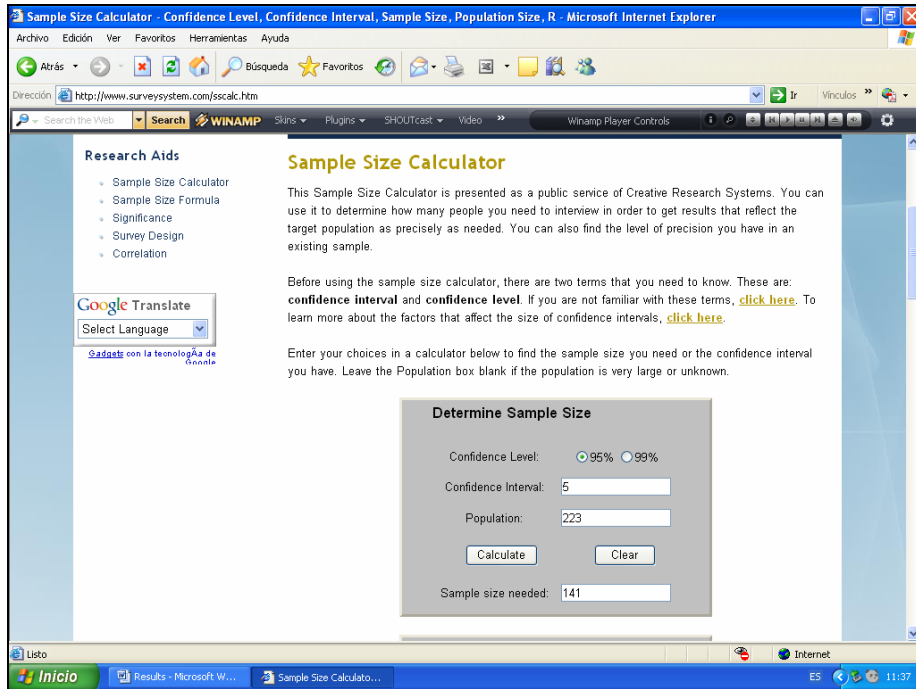 Sample Size Calculator - Confidence Level, Confidence Interval, Sample Size, Population Size, R - Microsoft Internet Explorer
Archivo Edición Ver Favoritos Herramientas Ayuda
Atrás Búsqueda Favoritos
Dirección http://www.surveysystem.com/sscalc.htm Ir Vínculos »
Search the Web Search WINAMP Skins Plugins SHOUTcast Video » Winamp Player Controls
Research Aids
Sample Size Calculator
Sample Size Formula
Significance
Survey Design
Correlation
Google Translate
Select Language
Gadgets con la tecnologÃa de
Google
Sample Size Calculator
This Sample Size Calculator is presented as a public service of Creative Research Systems. You can
use it to determine how many people you need to interview in order to get results that reflect the
target population as precisely as needed. You can also find the level of precision you have in an
existing sample.
Before using the sample size calculator, there are two terms that you need to know. These are:
confidence interval and confidence level. If you are not familiar with these terms, click here. To
learn more about the factors that affect the size of confidence intervals, click here.
Enter your choices in a calculator below to find the sample size you need or the confidence interval
you have. Leave the Population box blank if the population is very large or unknown.
Determine Sample Size
Confidence Level: 95% 99%
Confidence Interval: 5
Population: 223
Calculate Clear
Sample size needed: 141
Listo Internet
Inicio Results - Microsoft W... Sample Size Calculato... ES 11:37